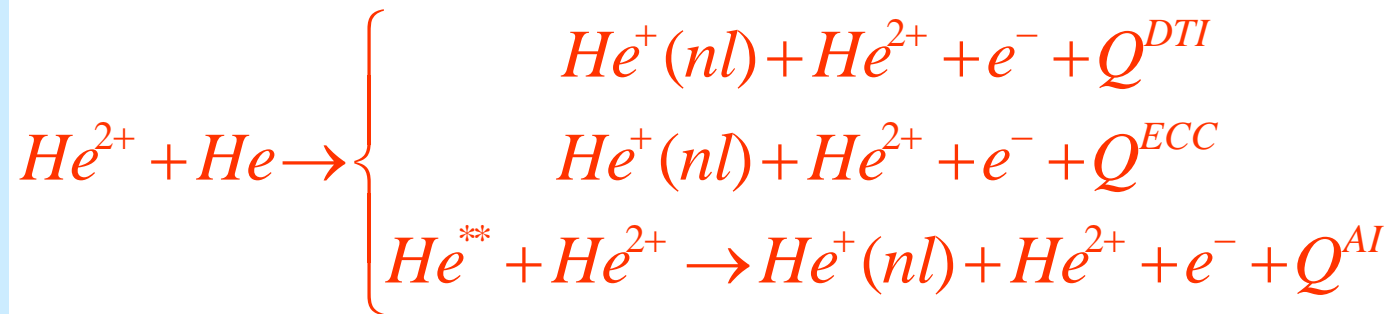 He²⁺ + He → { He⁺(nl) + He²⁺ + e⁻ + Q^DTI
He⁺(nl) + He²⁺ + e⁻ + Q^ECC
He** + He²⁺ → He⁺(nl) + He²⁺ + e⁻ + Q^AI